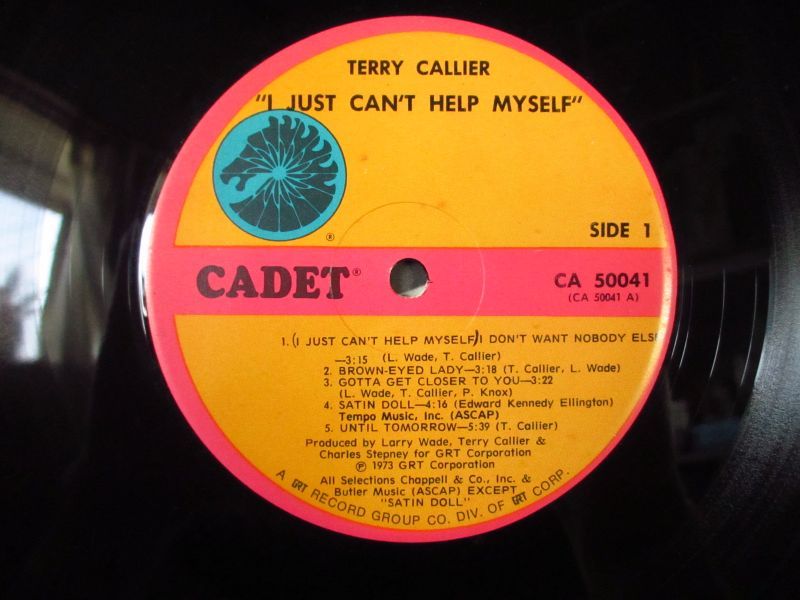 TERRY CALLIER
"I JUST CAN'T HELP MYSELF"
®
SIDE 1
CADET®
CA 50041
(CA 50041 A)
1. (I JUST CAN'T HELP MYSELF) I DON'T WANT NOBODY ELS
—3:15 (L. Wade, T. Callier)
2. BROWN-EYED LADY—3:18 (T. Callier, L. Wade)
3. GOTTA GET CLOSER TO YOU—3:22
(L. Wade, T. Callier, P. Knox)
4. SATIN DOLL—4:16 (Edward Kennedy Ellington)
Tempo Music, Inc. (ASCAP)
5. UNTIL TOMORROW—5:39 (T. Callier)
Produced by Larry Wade, Terry Callier &
Charles Stepney for GRT Corporation
℗ 1973 GRT Corporation
All Selections Chappell & Co., Inc. &
Butler Music (ASCAP) EXCEPT
"SATIN DOLL"
A GRT RECORD GROUP CO. DIV. OF GRT CORP.